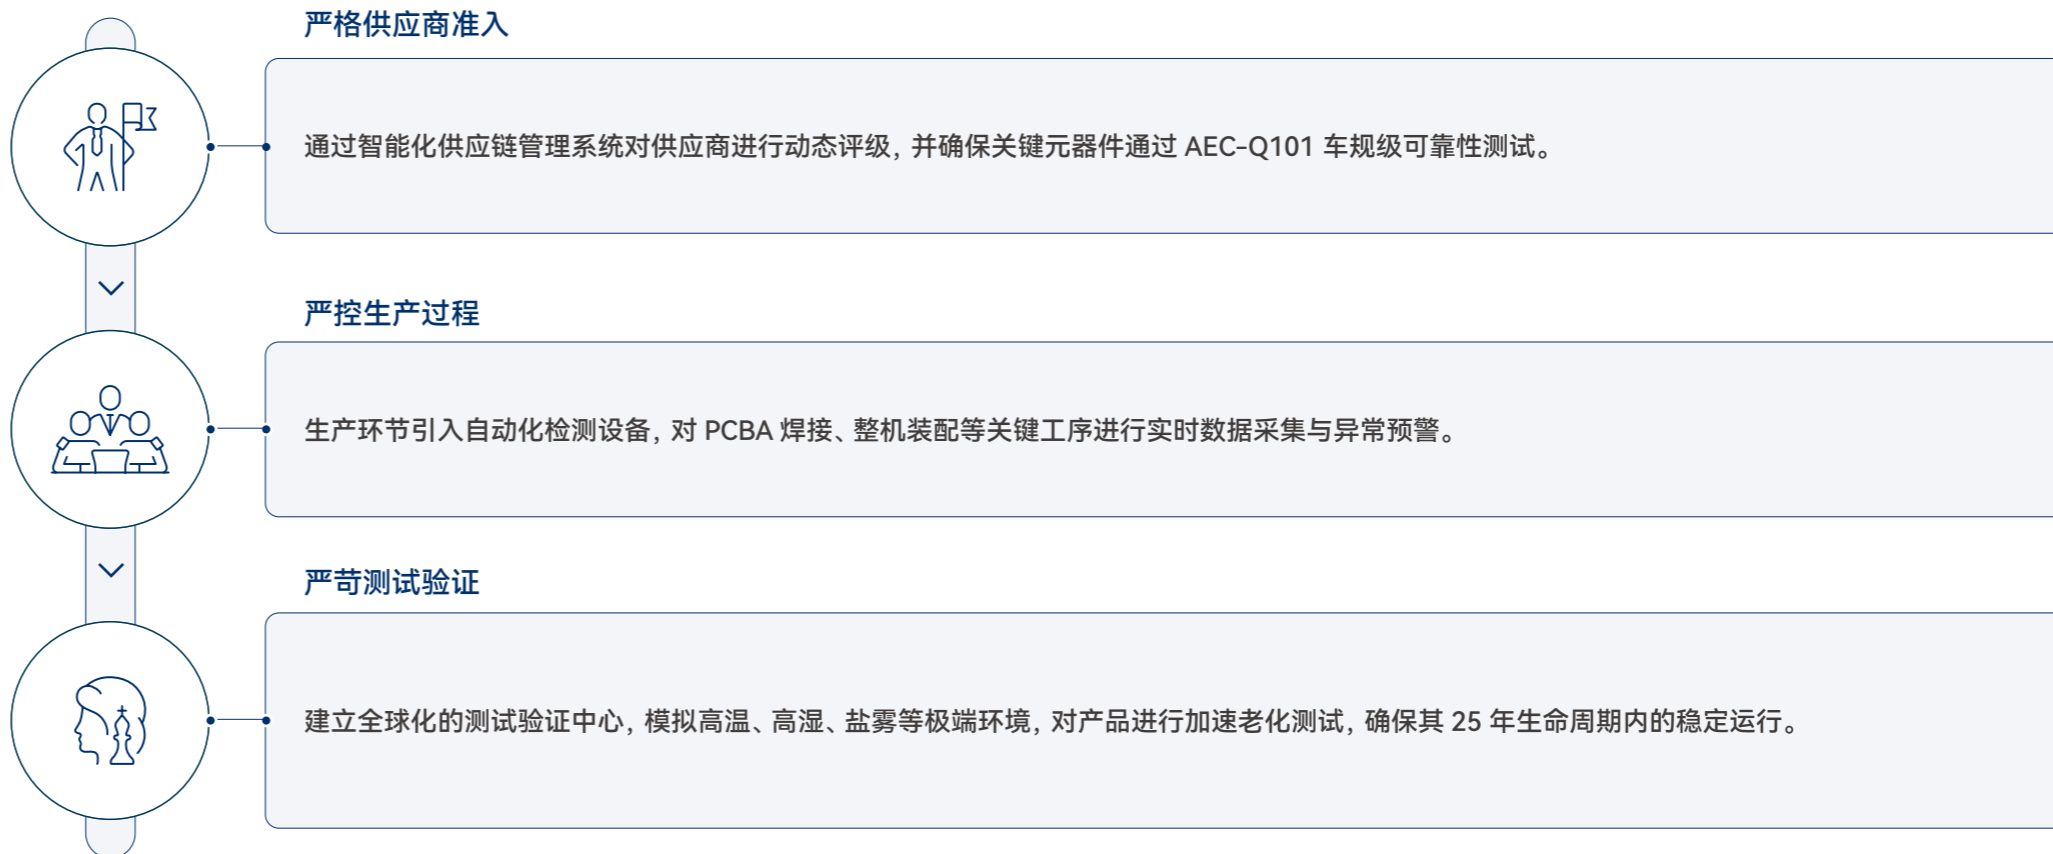 严格供应商准入
通过智能化供应链管理系统对供应商进行动态评级, 并确保关键元器件通过 AEC-Q101 车规级可靠性测试。
严控生产过程
生产环节引入自动化检测设备, 对 PCBA 焊接、整机装配等关键工序进行实时数据采集与异常预警。
严苛测试验证
建立全球化的测试验证中心, 模拟高温、高湿、盐雾等极端环境, 对产品进行加速老化测试, 确保其 25 年生命周期内的稳定运行。